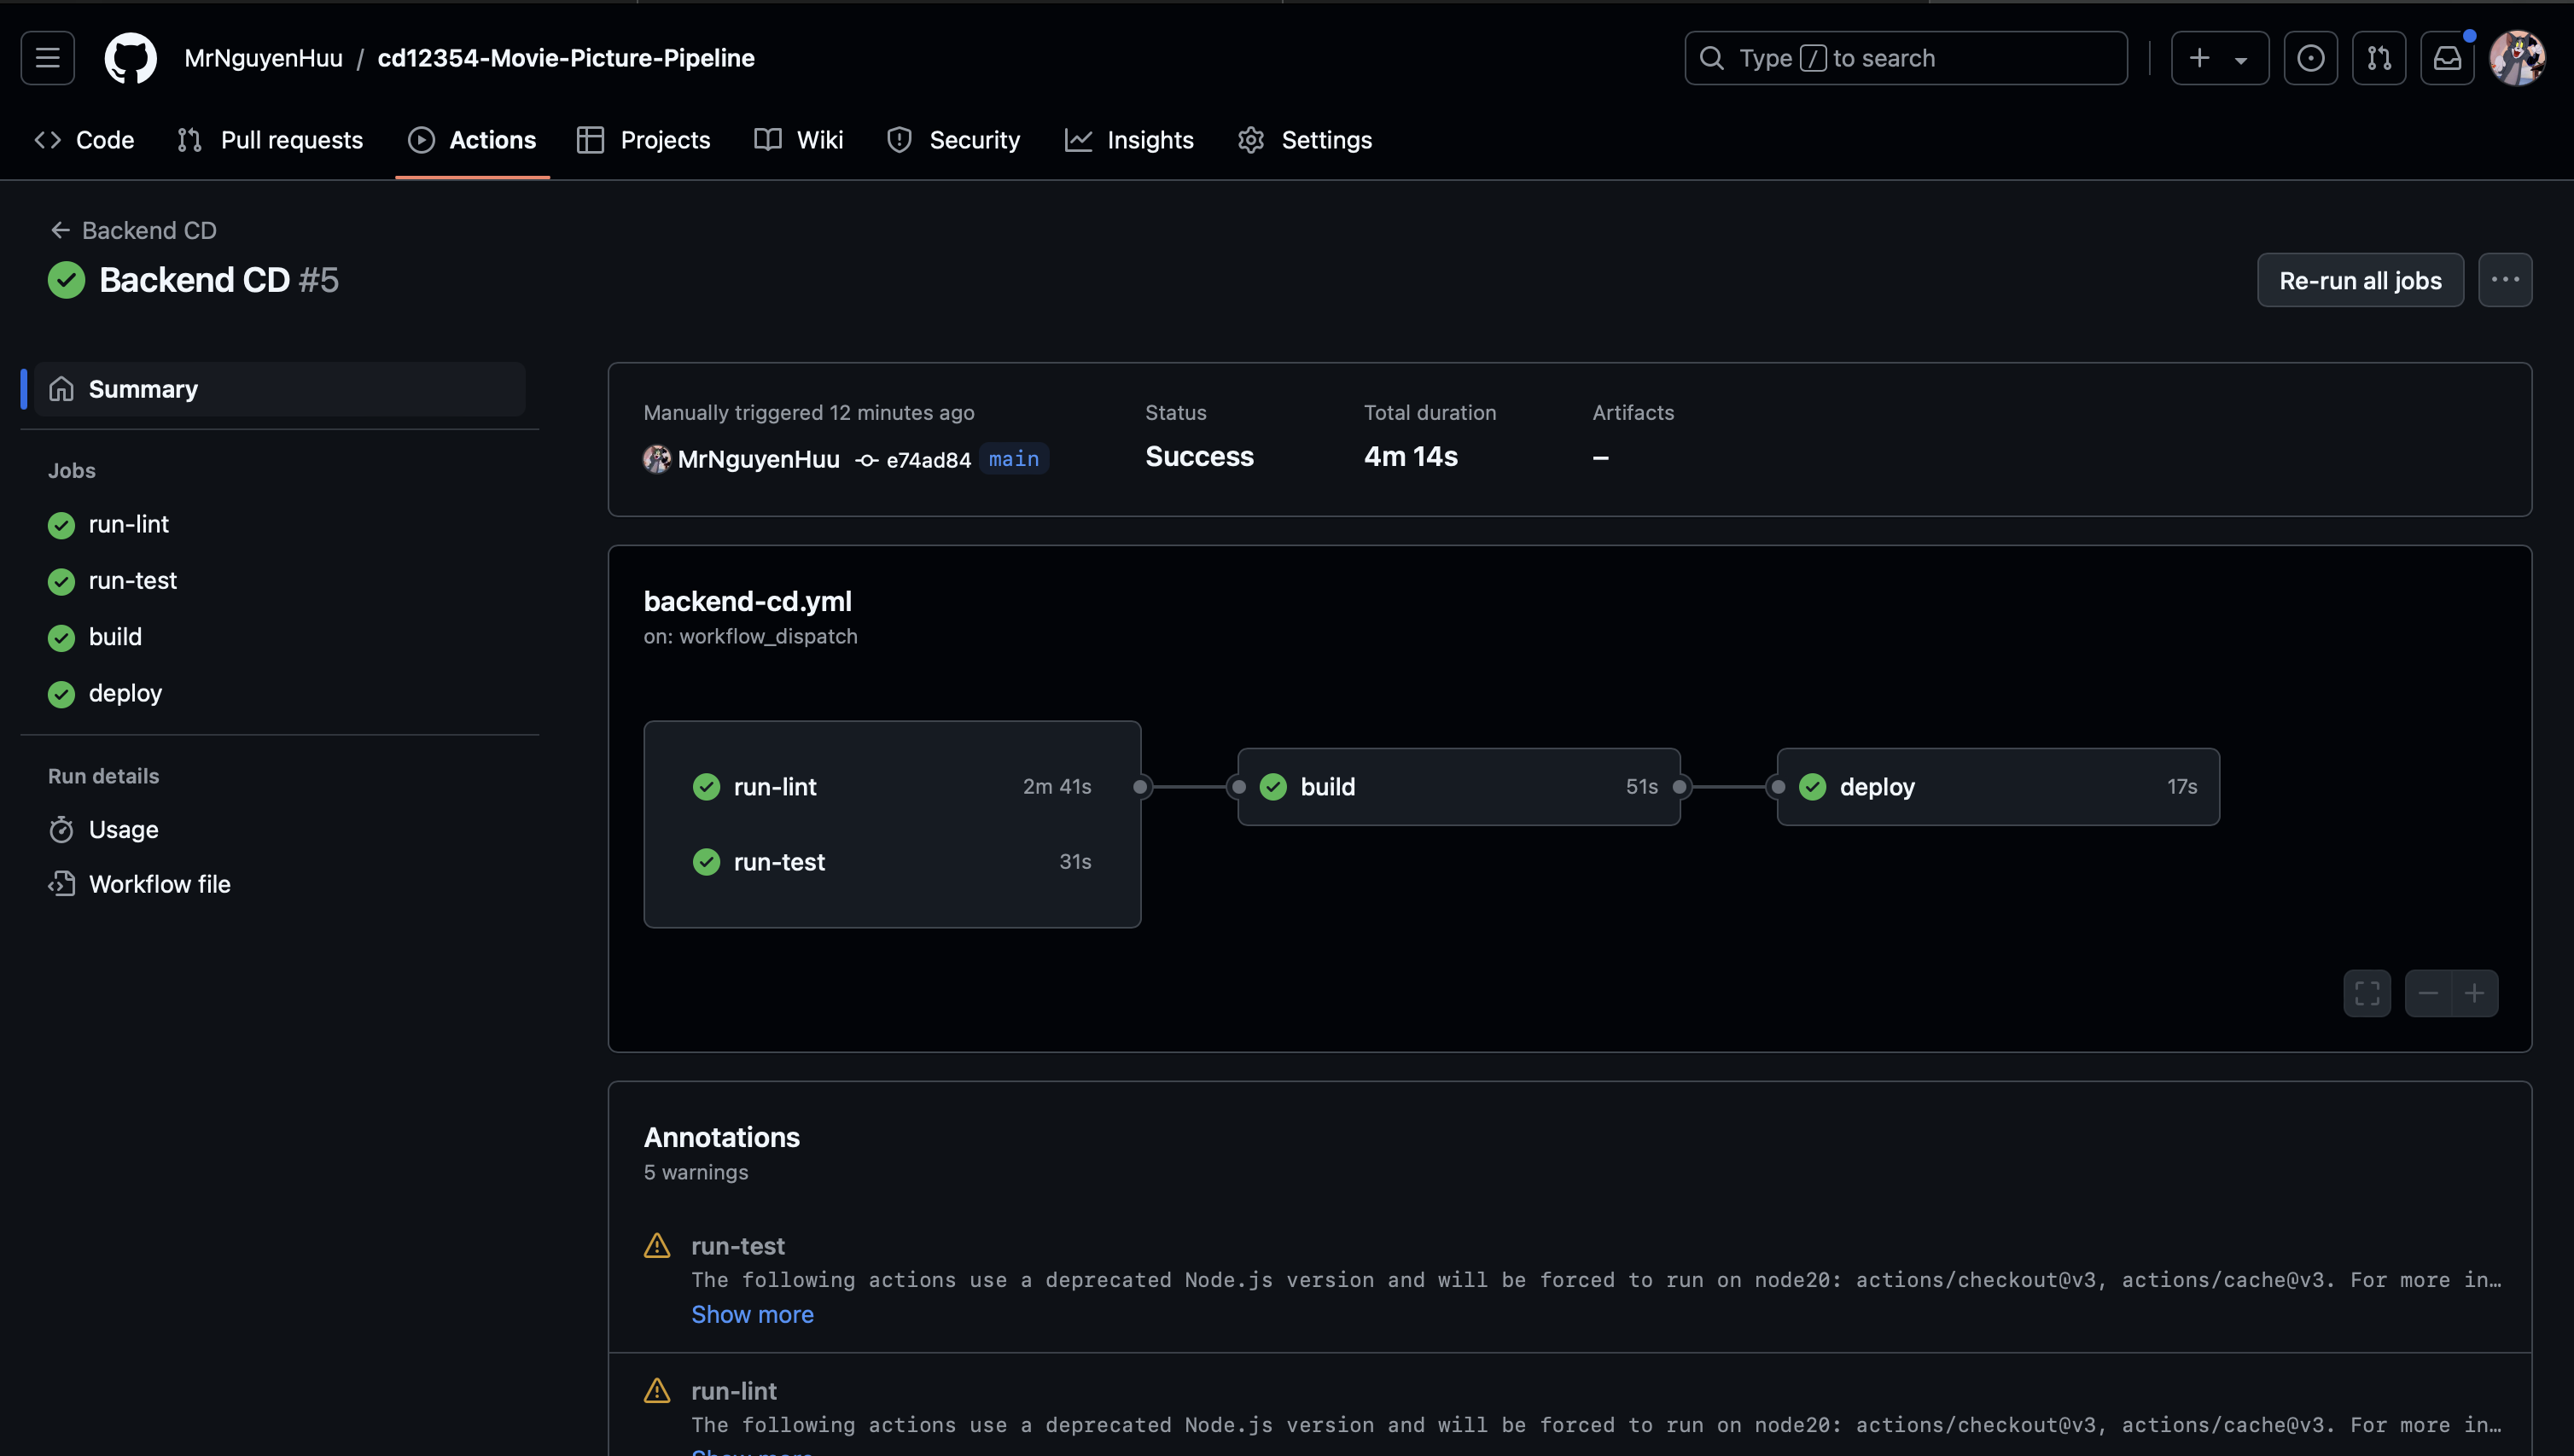 MrNguyenHuu / cd12354-Movie-Picture-Pipeline
Type / to search
Code Pull requests Actions Projects Wiki Security Insights Settings
Backend CD
Backend CD #5
Re-run all jobs
Summary
Jobs
run-lint
run-test
build
deploy
Run details
Usage
Workflow file
Manually triggered 12 minutes ago
MrNguyenHuu e74ad84 main
Status
Success
Total duration
4m 14s
Artifacts
–
backend-cd.yml
on: workflow_dispatch
run-lint 2m 41s
run-test 31s
build 51s
deploy 17s
Annotations
5 warnings
run-test
The following actions use a deprecated Node.js version and will be forced to run on node20: actions/checkout@v3, actions/cache@v3. For more in…
Show more
run-lint
The following actions use a deprecated Node.js version and will be forced to run on node20: actions/checkout@v3, actions/cache@v3. For more in…
Show more